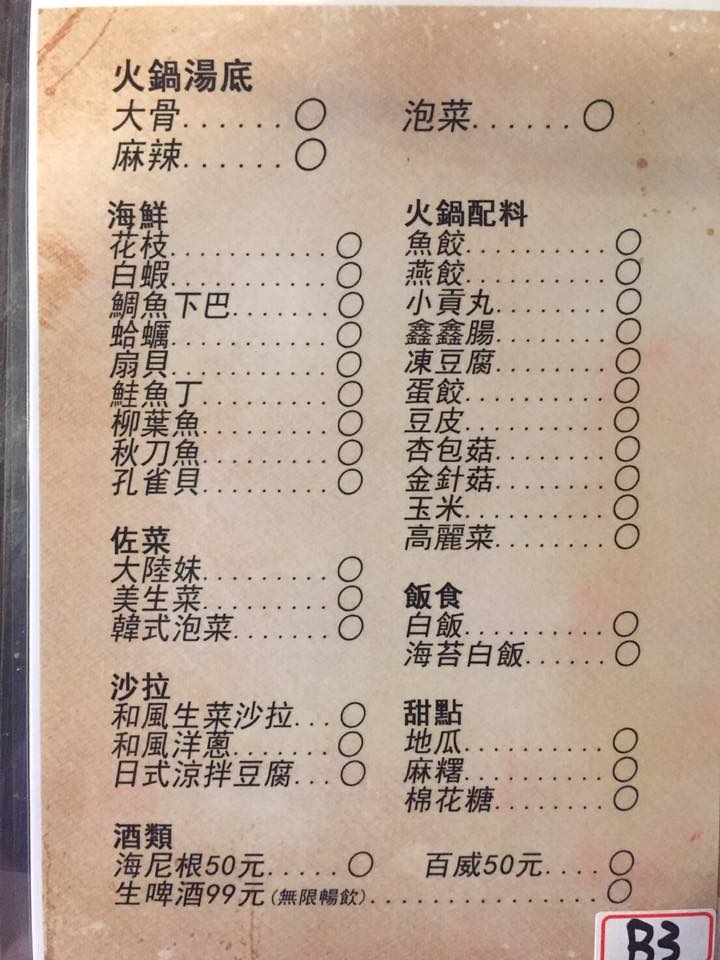 火鍋湯底
大骨......○
泡菜......○
麻辣......○
海鮮
花枝...........○
白蝦...........○
鯛魚下巴.......○
蛤蠣...........○
扇貝...........○
鮭魚丁.........○
柳葉魚.........○
秋刀魚.........○
孔雀貝.........○
佐菜
大陸妹.........○
美生菜.........○
韓式泡菜.......○
沙拉
和風生菜沙拉...○
和風洋蔥.......○
日式涼拌豆腐...○
火鍋配料
魚餃..........○
燕餃..........○
小貢丸........○
鑫鑫腸........○
凍豆腐........○
蛋餃..........○
豆皮..........○
杏包菇........○
金針菇........○
玉米..........○
高麗菜........○
飯食
白飯..........○
海苔白飯......○
甜點
地瓜..........○
麻糬..........○
棉花糖........○
酒類
海尼根50元.....○
百威50元....○
生啤酒99元(無限暢飲)................○
B3